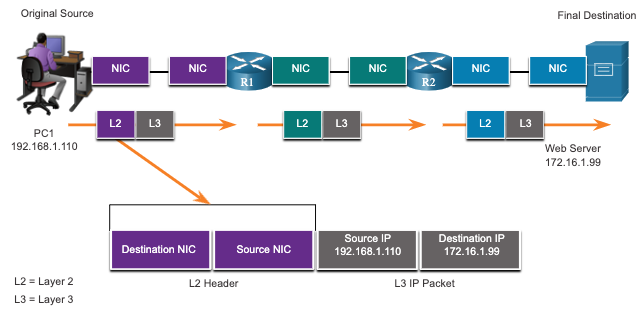 Original Source
Final Destination
NIC
NIC
R1
NIC
NIC
R2
NIC
NIC
L2
L3
L2
L3
L2
L3
PC1
192.168.1.110
Web Server
172.16.1.99
Destination NIC
Source NIC
Source IP
192.168.1.110
Destination IP
172.16.1.99
L2 = Layer 2
L2 Header
L3 IP Packet
L3 = Layer 3